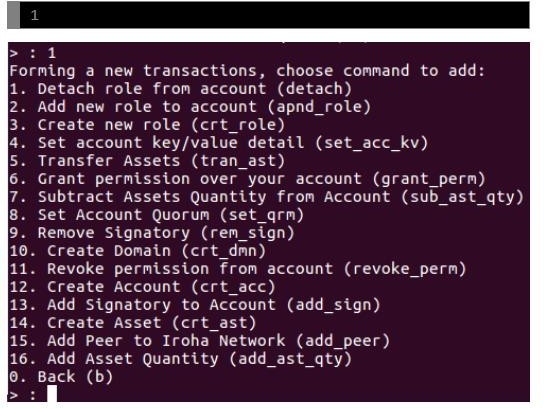 1
> : 1
Forming a new transactions, choose command to add:
1. Detach role from account (detach)
2. Add new role to account (apnd_role)
3. Create new role (crt_role)
4. Set account key/value detail (set_acc_kv)
5. Transfer Assets (tran_ast)
6. Grant permission over your account (grant_perm)
7. Subtract Assets Quantity from Account (sub_ast_qty)
8. Set Account Quorum (set_qrm)
9. Remove Signatory (rem_sign)
10. Create Domain (crt_dmn)
11. Revoke permission from account (revoke_perm)
12. Create Account (crt_acc)
13. Add Signatory to Account (add_sign)
14. Create Asset (crt_ast)
15. Add Peer to Iroha Network (add_peer)
16. Add Asset Quantity (add_ast_qty)
0. Back (b)
> :